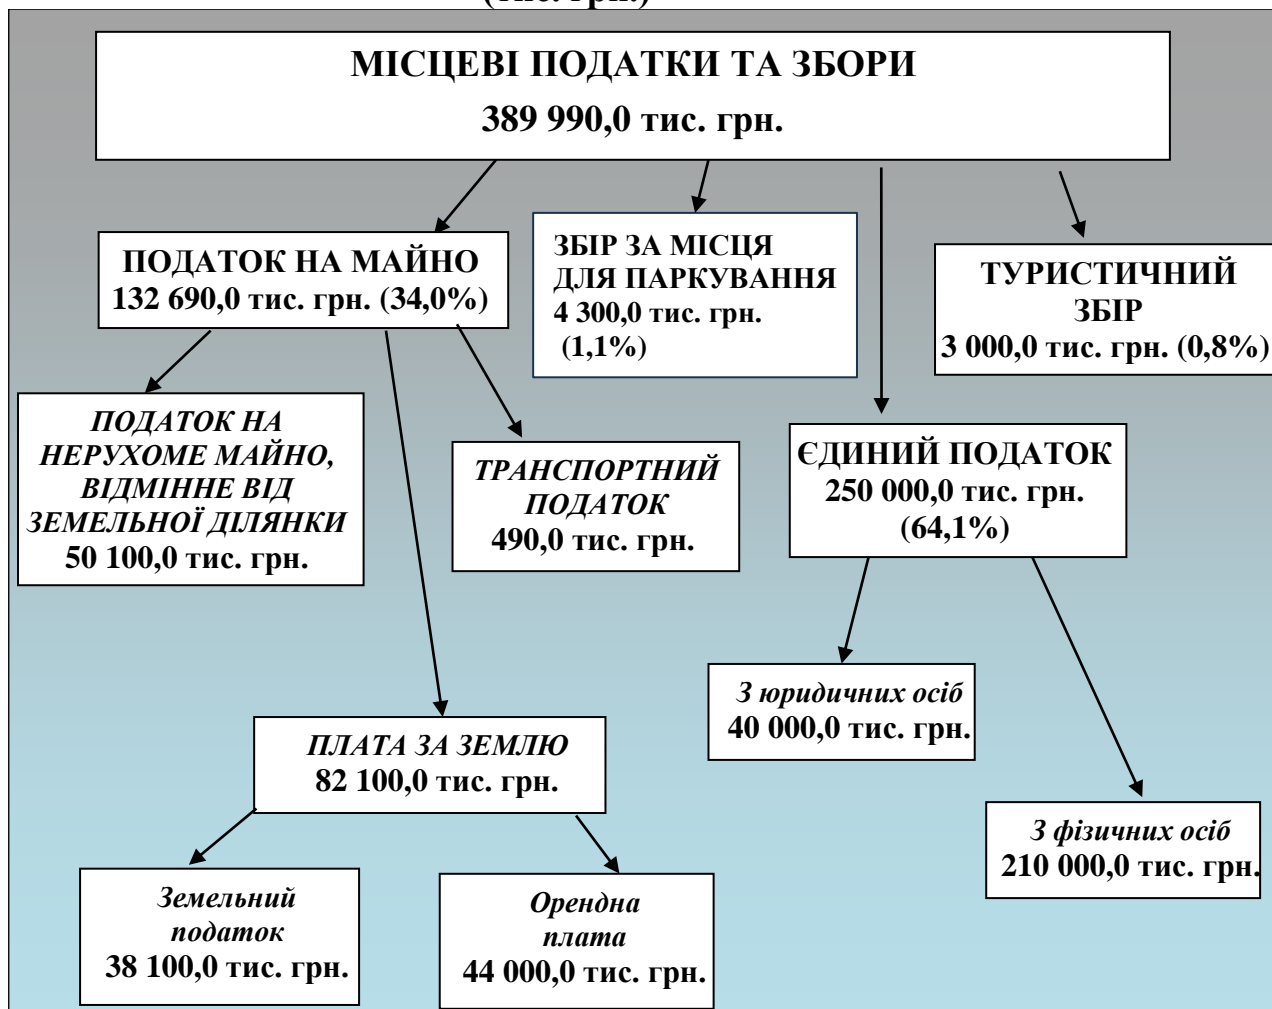 (тис. грн.)
МІСЦЕВІ ПОДАТКИ ТА ЗБОРИ
389 990,0 тис. грн.
ПОДАТОК НА МАЙНО
132 690,0 тис. грн. (34,0%)
ЗБІР ЗА МІСЦЯ
ДЛЯ ПАРКУВАННЯ
4 300,0 тис. грн.
(1,1%)
ТУРИСТИЧНИЙ
ЗБІР
3 000,0 тис. грн. (0,8%)
ПОДАТОК НА
НЕРУХОМЕ МАЙНО,
ВІДМІННЕ ВІД
ЗЕМЕЛЬНОЇ ДІЛЯНКИ
50 100,0 тис. грн.
ТРАНСПОРТНИЙ
ПОДАТОК
490,0 тис. грн.
ЄДИНИЙ ПОДАТОК
250 000,0 тис. грн.
(64,1%)
З юридичних осіб
40 000,0 тис. грн.
ПЛАТА ЗА ЗЕМЛЮ
82 100,0 тис. грн.
З фізичних осіб
210 000,0 тис. грн.
Земельний
податок
38 100,0 тис. грн.
Орендна
плата
44 000,0 тис. грн.